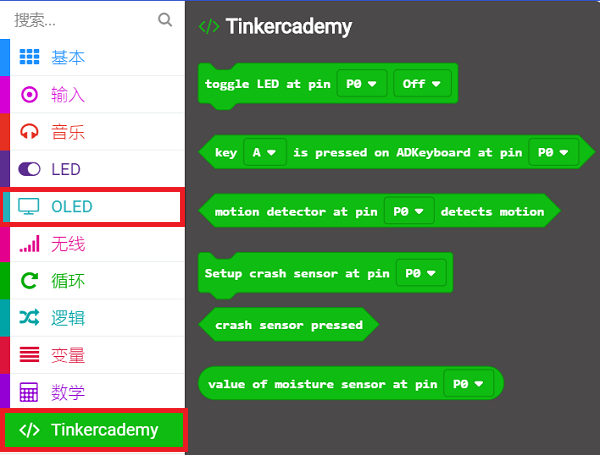 搜索...
基本
输入
音乐
LED
OLED
无线
循环
逻辑
变量
数学
Tinkercademy
Tinkercademy
toggle LED at pin P0 Off
key A is pressed on ADKeyboard at pin P0
motion detector at pin P0 detects motion
Setup crash sensor at pin P0
crash sensor pressed
value of moisture sensor at pin P0